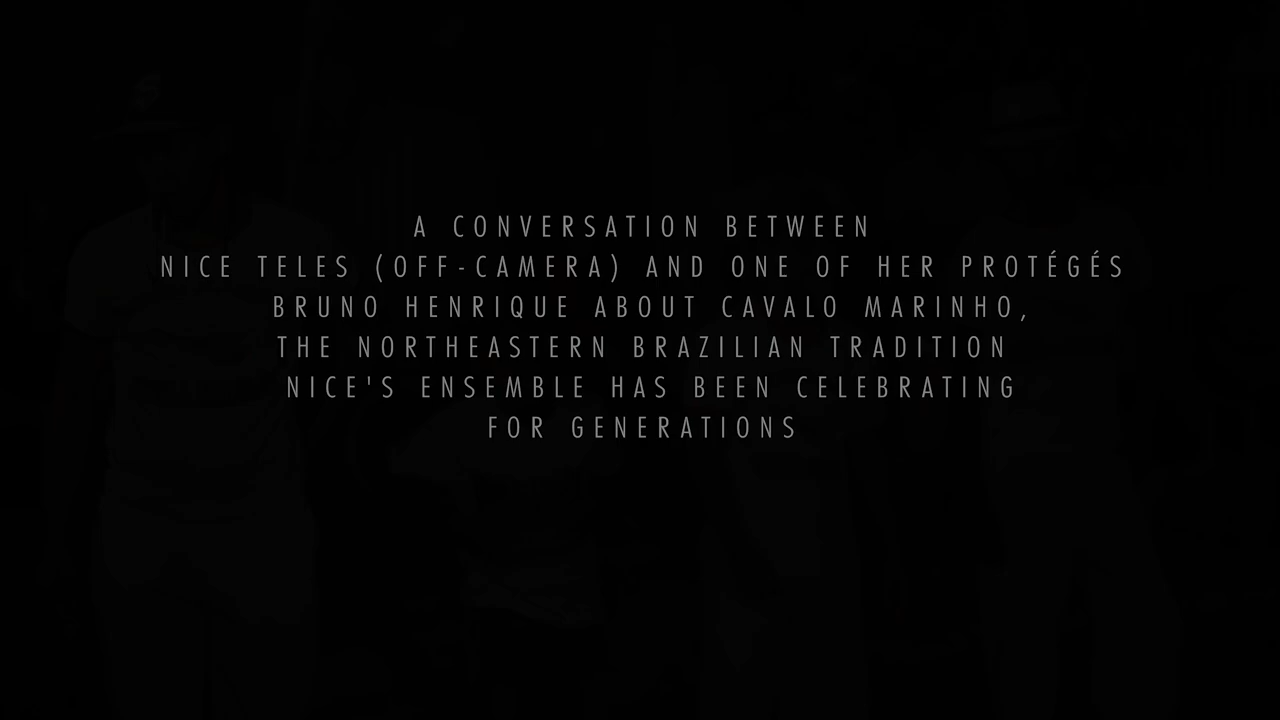 A CONVERSATION BETWEEN
NICE TELES (OFF-CAMERA) AND ONE OF HER PROTÉGÉS
BRUNO HENRIQUE ABOUT CAVALO MARINHO,
THE NORTHEASTERN BRAZILIAN TRADITION
NICE'S ENSEMBLE HAS BEEN CELEBRATING
FOR GENERATIONS